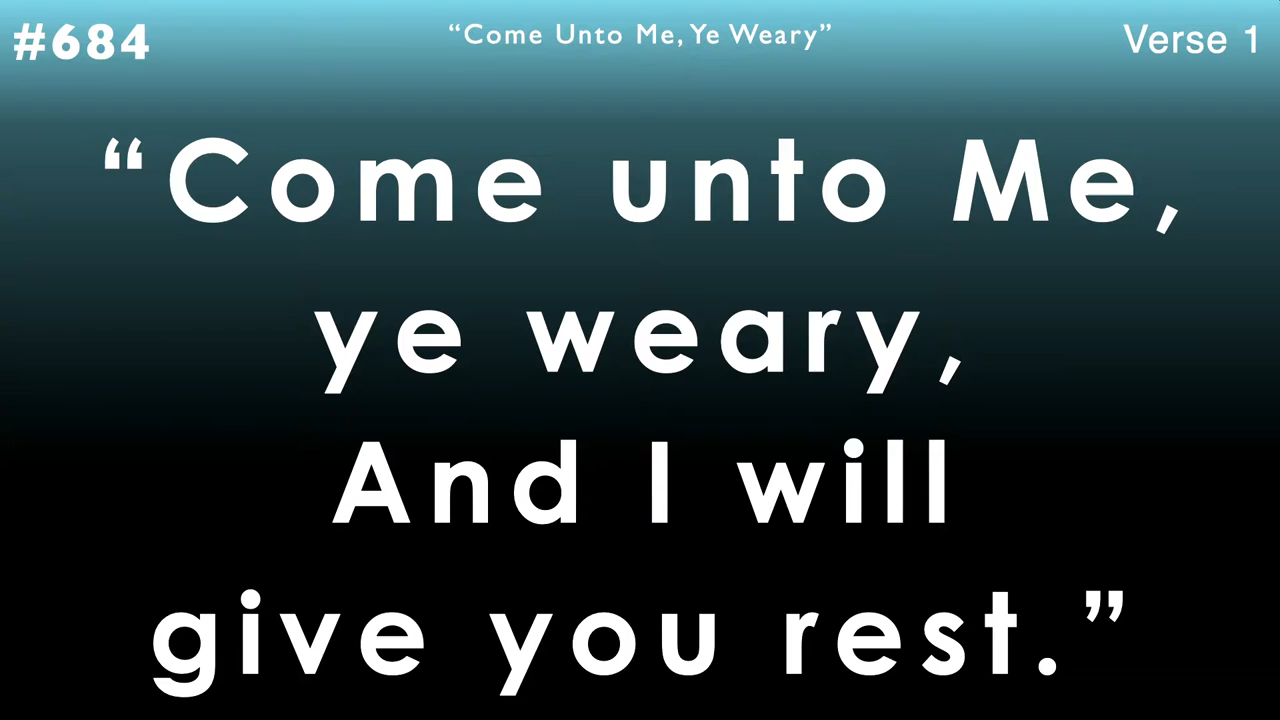 #684
“Come Unto Me, Ye Weary”
Verse 1
“Come unto Me,
ye weary,
And I will
give you rest.”